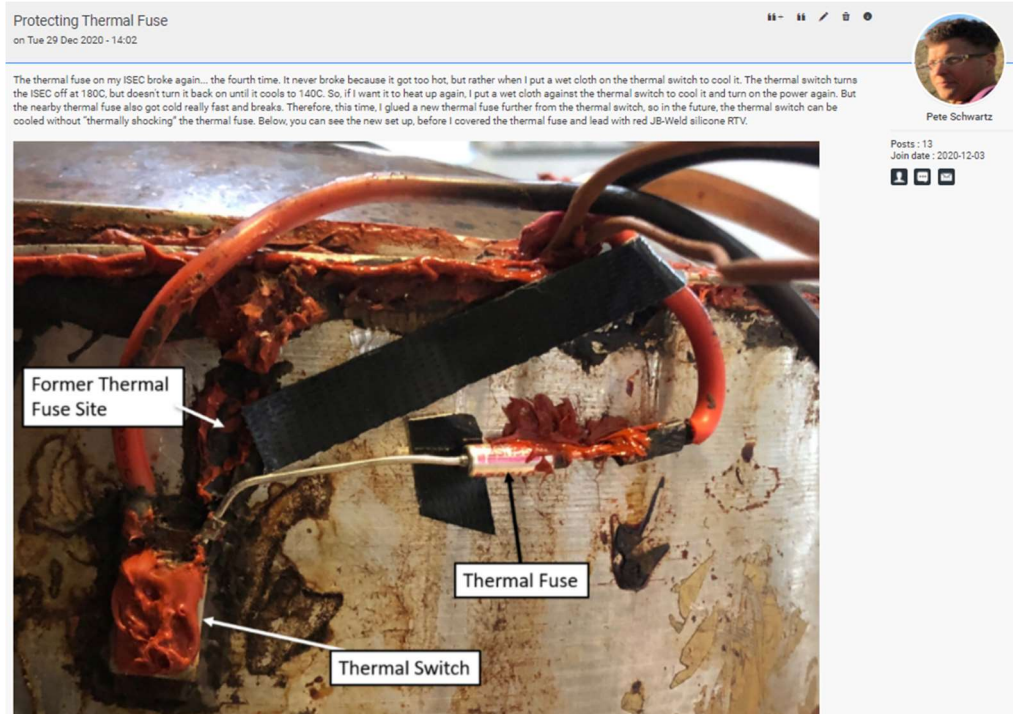 Protecting Thermal Fuse
on Tue 29 Dec 2020 - 14:02
The thermal fuse on my ISEC broke again... the fourth time. It never broke because it got too hot, but rather when I put a wet cloth on the thermal switch to cool it. The thermal switch turns
the ISEC off at 180C, but doesn't turn it back on until it cools to 140C. So, if I want it to heat up again, I put a wet cloth against the thermal switch to cool it and turn on the power again. But
the nearby thermal fuse also got cold really fast and breaks. Therefore, this time, I glued a new thermal fuse further from the thermal switch, so in the future, the thermal switch can be
cooled without "thermally shocking" the thermal fuse. Below, you can see the new set up, before I covered the thermal fuse and lead with red JB-Weld silicone RTV.
Pete Schwartz
Posts : 13
Join date : 2020-12-03
Former Thermal
Fuse Site
Thermal Fuse
Thermal Switch